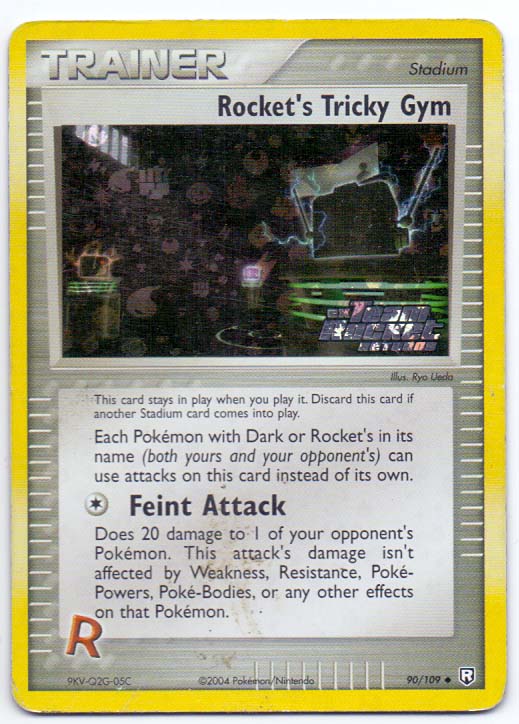 TRAINER
Stadium
Rocket's Tricky Gym
EX
Team
Rocket
Returns
Illus. Ryo Ueda
This card stays in play when you play it. Discard this card if
another Stadium card comes into play.
Each Pokémon with Dark or Rocket's in its
name (both yours and your opponent's) can
use attacks on this card instead of its own.
Feint Attack
Does 20 damage to 1 of your opponent's
Pokémon. This attack's damage isn't
affected by Weakness, Resistance, Poké-
Powers, Poké-Bodies, or any other effects
on that Pokémon.
R
9KV-Q2G-05C
©2004 Pokémon/Nintendo
90/109 ◆ R